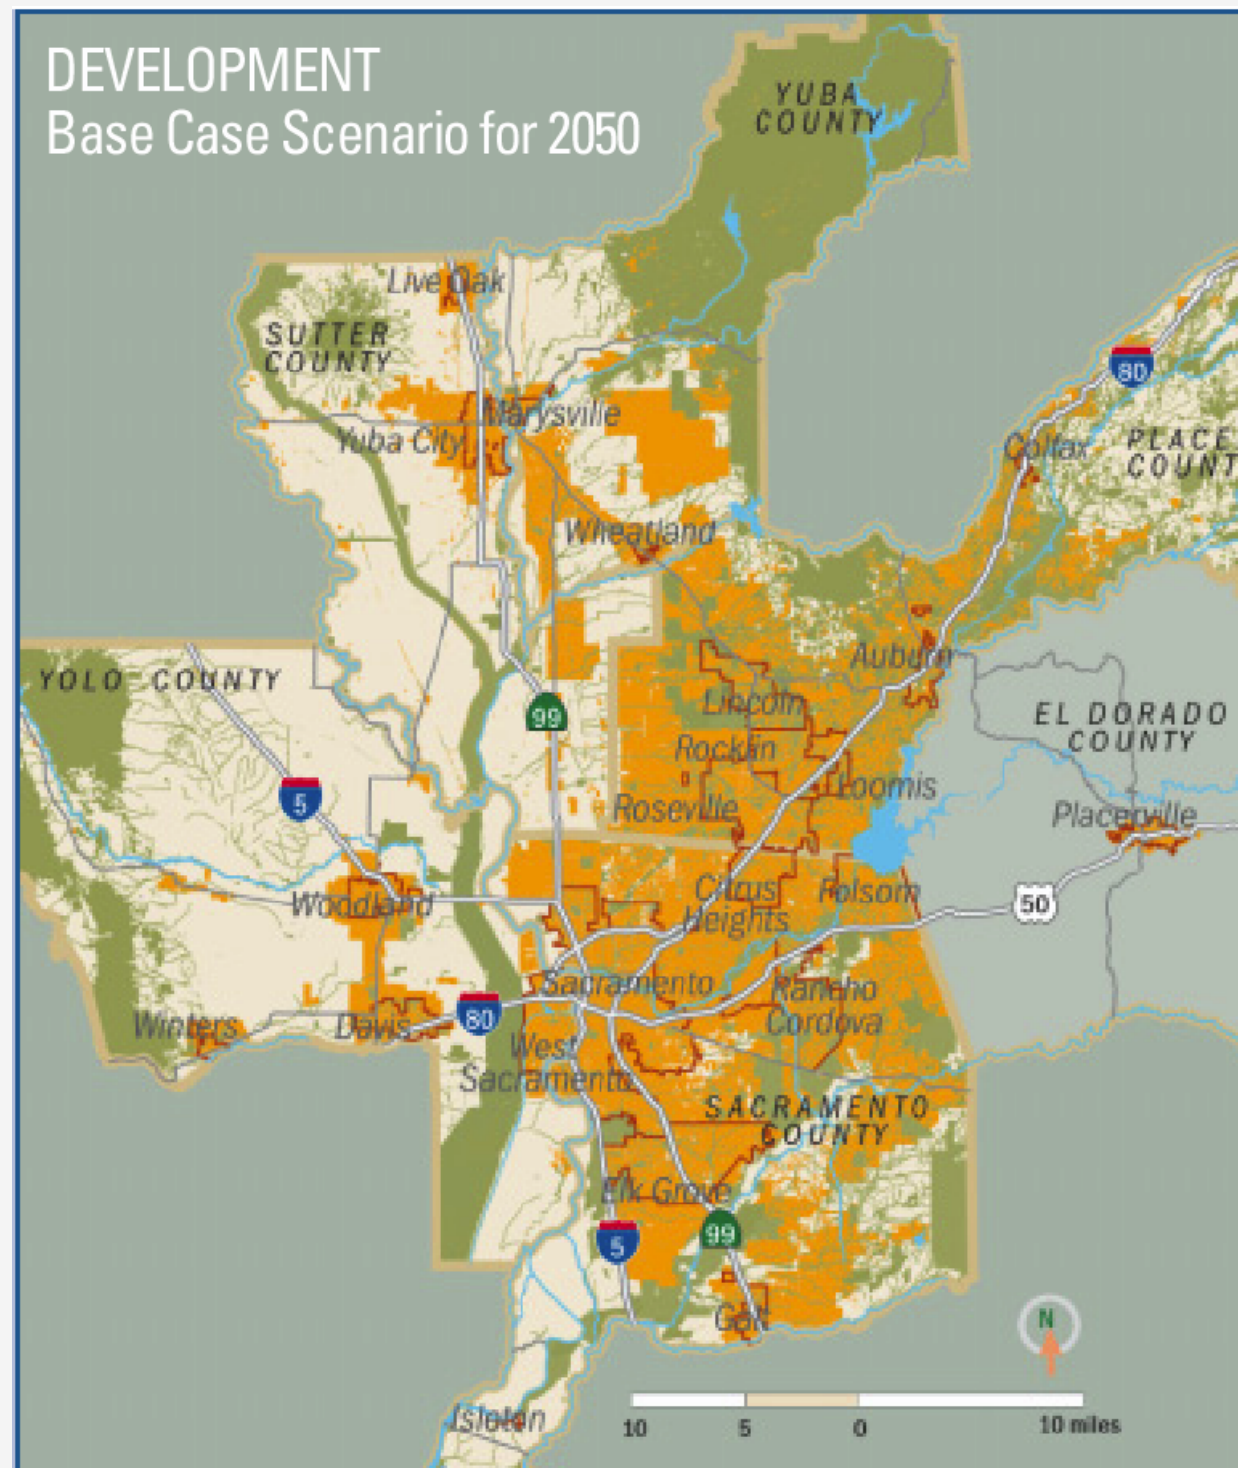 DEVELOPMENT
Base Case Scenario for 2050
YUBA
COUNTY
Live Oak
SUTTER
COUNTY
80
Marysville
Yuba City
Colfax
PLACE
COUNT
Wheatland
Auburn
YOLO COUNTY
99
Lincoln
EL DORADO
COUNTY
Rocklin
5
Loomis
Roseville
Placerville
Woodland
Citrus
Heights
Folsom
50
Sacramento
Rancho
Cordova
Winters
Davis
80
West
Sacramento
SACRAMENTO
COUNTY
Elk Grove
99
5
Galt
N
Isleton
10 5 0 10 miles